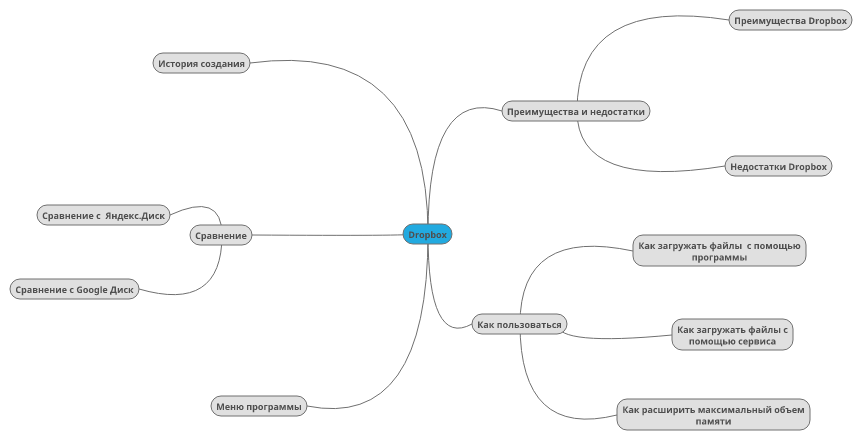 Преимущества Dropbox
История создания
Преимущества и недостатки
Недостатки Dropbox
Сравнение с  Яндекс.Диск
Сравнение
Dropbox
Как загружать файлы  с помощью
программы
Сравнение с Google Диск
Как пользоваться
Как загружать файлы с
помощью сервиса
Меню программы
Как расширить максимальный объем
памяти